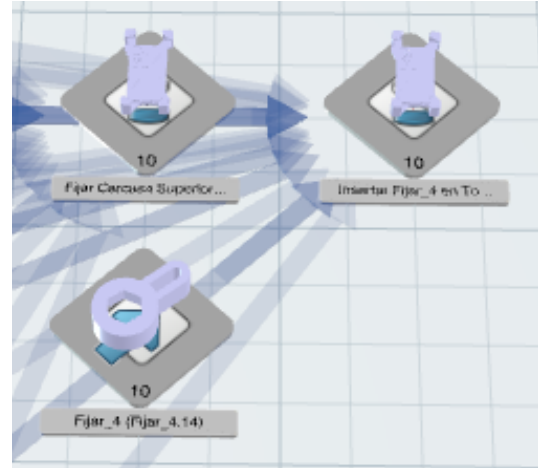 10
Fijar Carcasa Superior...
10
Insertar Fijar_4 en To...
10
Fijar_4 (Fijar_4.14)